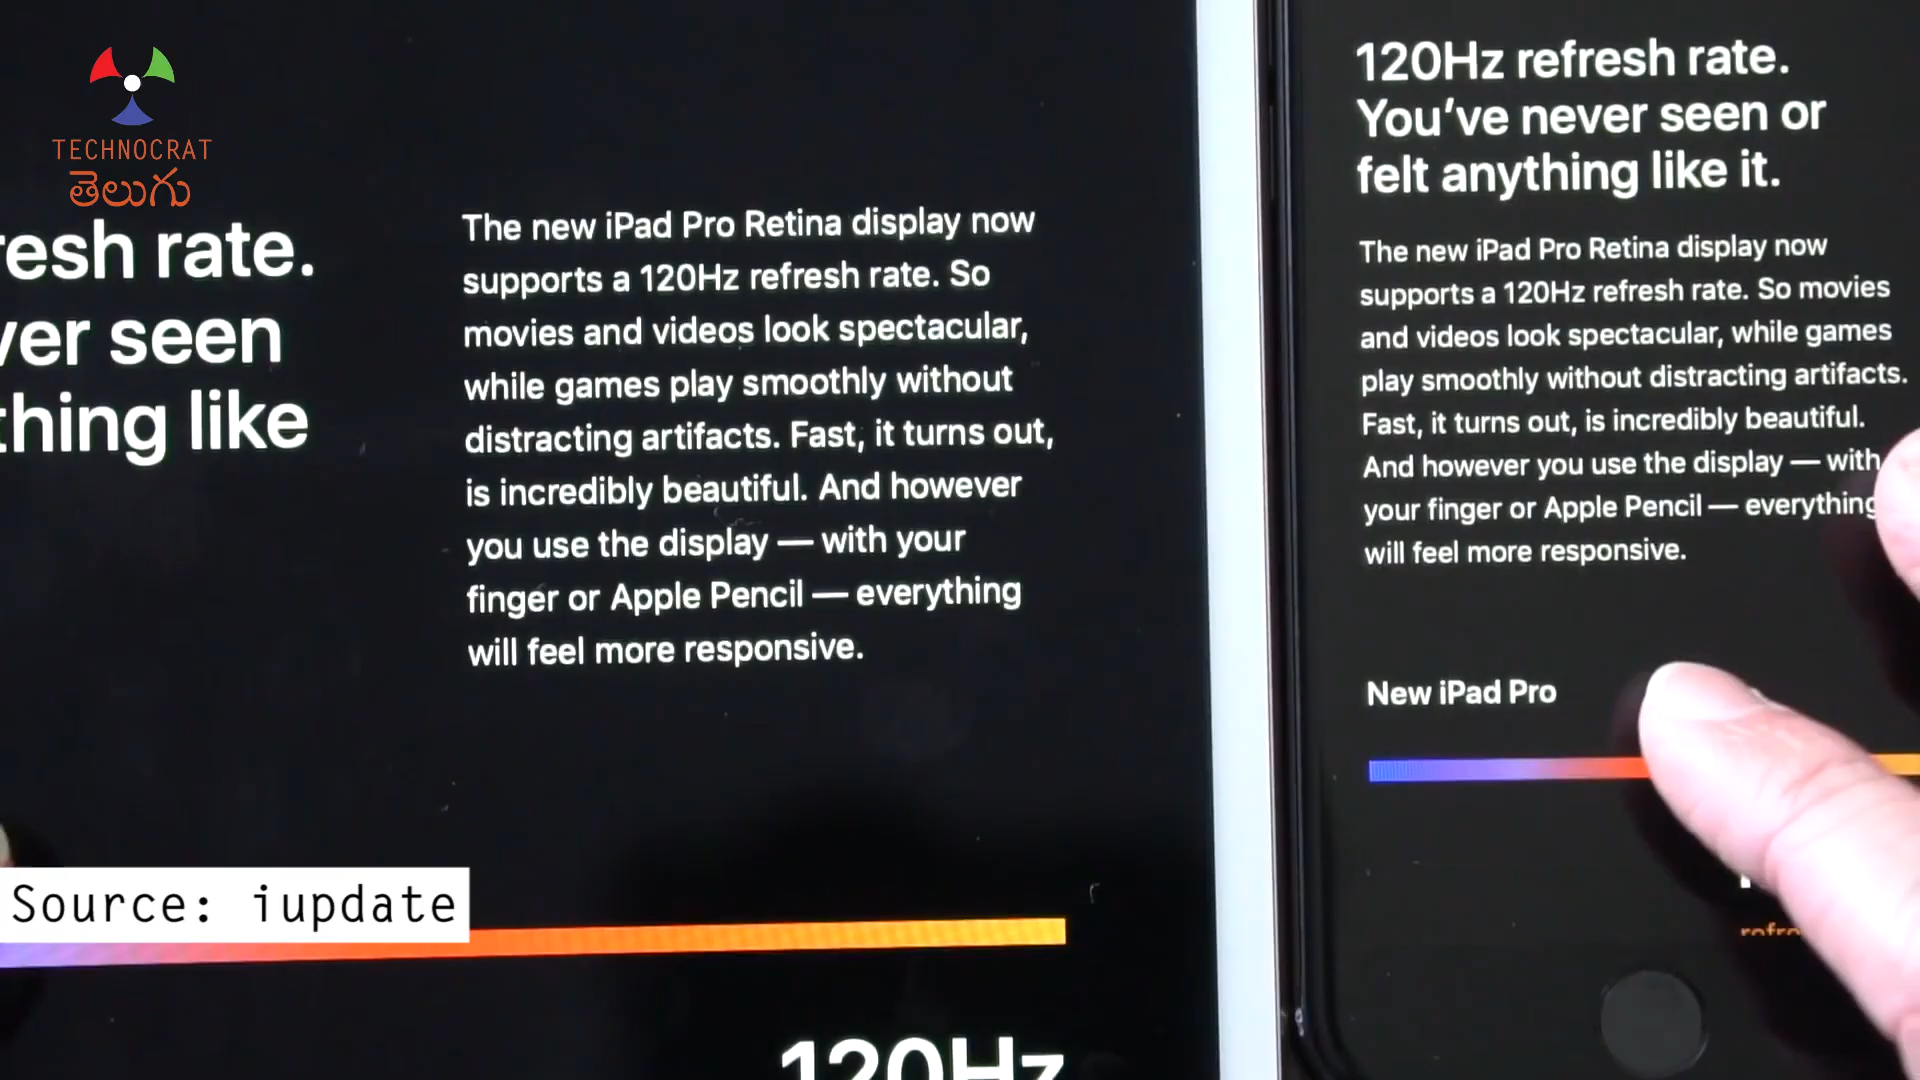 TECHNOCRAT
తెలుగు
resh rate.
ver seen
thing like
The new iPad Pro Retina display now
supports a 120Hz refresh rate. So
movies and videos look spectacular,
while games play smoothly without
distracting artifacts. Fast, it turns out,
is incredibly beautiful. And however
you use the display — with your
finger or Apple Pencil — everything
will feel more responsive.
Source: iupdate
120Hz
120Hz refresh rate.
You've never seen or
felt anything like it.
The new iPad Pro Retina display now
supports a 120Hz refresh rate. So movies
and videos look spectacular, while games
play smoothly without distracting artifacts.
Fast, it turns out, is incredibly beautiful.
And however you use the display — with
your finger or Apple Pencil — everything
will feel more responsive.
New iPad Pro